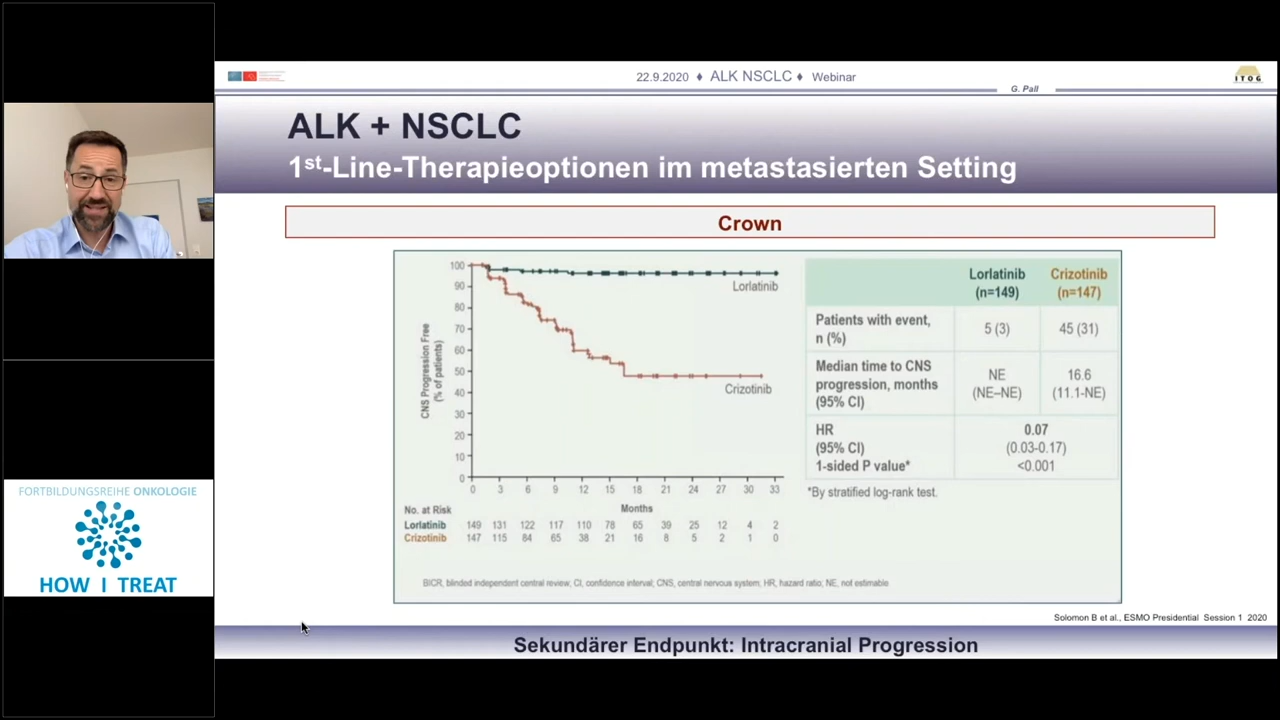 22.9.2020 ♦ ALK NSCLC ♦ Webinar
G. Pall
ITOG
ALK + NSCLC
1st-Line-Therapieoptionen im metastasierten Setting
Crown
CNS Progression Free
(% of patients)
100
90
80
70
60
50
40
30
20
10
0
Lorlatinib
Crizotinib
0 3 6 9 12 15 18 21 24 27 30 33
No. at Risk
Months
Lorlatinib 149 131 122 117 110 78 65 39 25 12 4 2
Crizotinib 147 115 84 65 38 21 16 8 5 2 1 0
Lorlatinib Crizotinib
(n=149) (n=147)
Patients with event,
n (%)
5 (3) 45 (31)
Median time to CNS
progression, months
(95% CI)
NE 16.6
(NE–NE) (11.1-NE)
HR 0.07
(95% CI) (0.03-0.17)
1-sided P value* <0.001
*By stratified log-rank test.
BICR, blinded independent central review; CI, confidence interval; CNS, central nervous system; HR, hazard ratio; NE, not estimable
Solomon B et al., ESMO Presidential Session 1 2020
Sekundärer Endpunkt: Intracranial Progression
FORTBILDUNGSREIHE ONKOLOGIE
HOW I TREAT